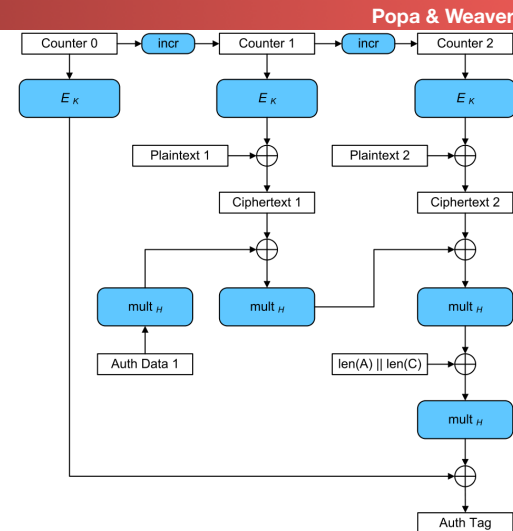 Popa & Weaver
Counter 0
incr
Counter 1
incr
Counter 2
E K
E K
E K
Plaintext 1
Plaintext 2
Ciphertext 1
Ciphertext 2
mult H
mult H
mult H
Auth Data 1
len(A) || len(C)
mult H
Auth Tag